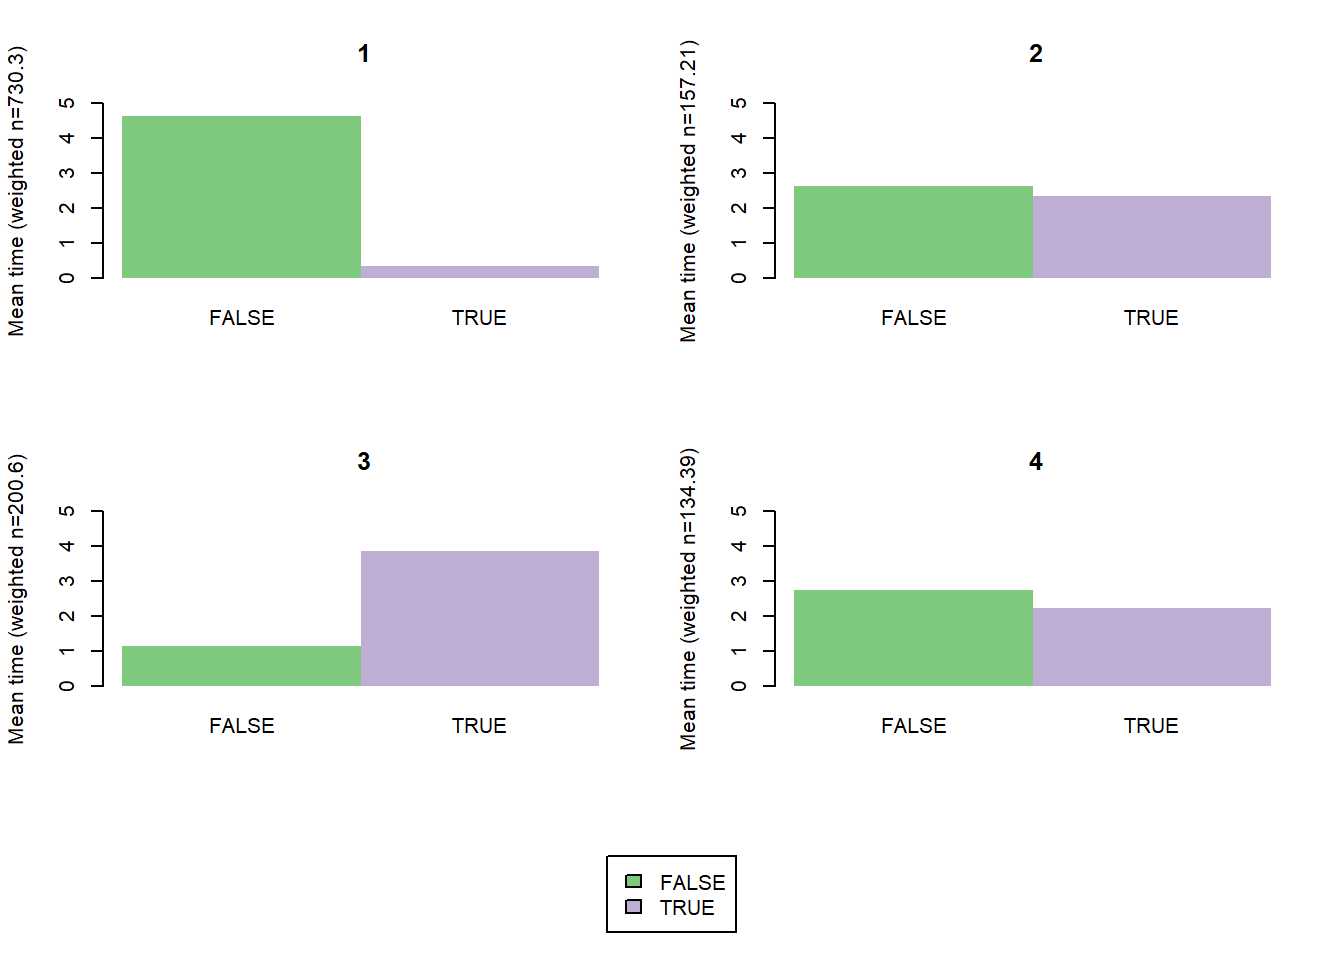 1
Mean time (weighted n=730.3)
5
4
3
2
1
0
FALSE TRUE
2
Mean time (weighted n=157.21)
5
4
3
2
1
0
FALSE TRUE
3
Mean time (weighted n=200.6)
5
4
3
2
1
0
FALSE TRUE
4
Mean time (weighted n=134.39)
5
4
3
2
1
0
FALSE TRUE
FALSE
TRUE